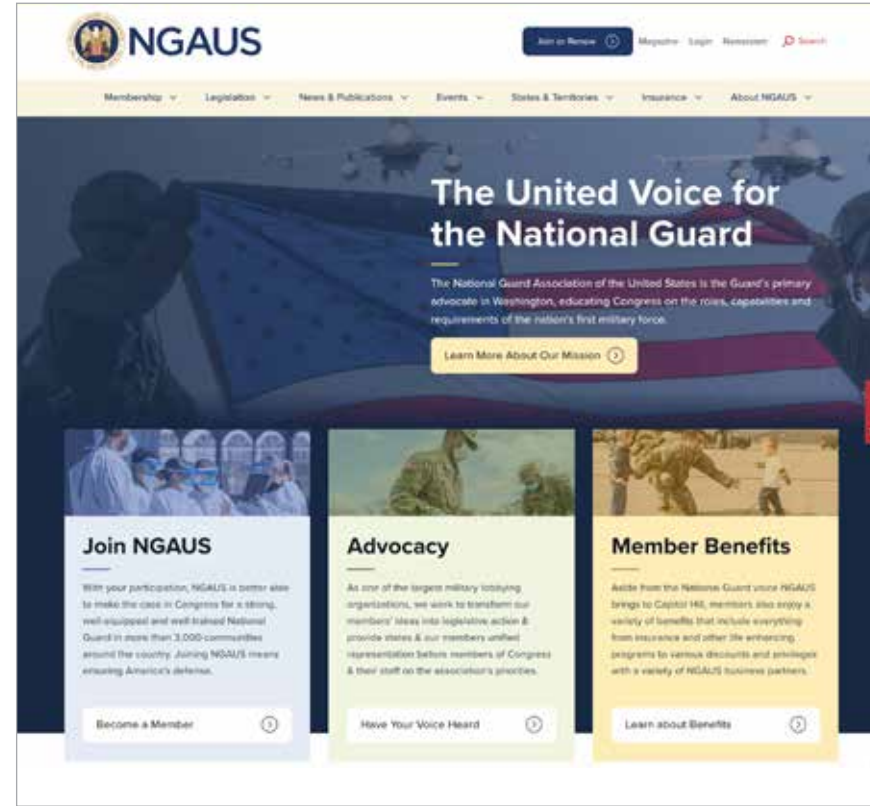 NGAUS
Join or Renew Magazine Login Newsroom Search
Membership Legislation News & Publications Events States & Territories Insurance About NGAUS
The United Voice for
the National Guard
The National Guard Association of the United States is the Guard's primary
advocate in Washington, educating Congress on the roles, capabilities and
requirements of the nation's first military force.
Learn More About Our Mission
Join NGAUS
With your participation, NGAUS is better able
to make the case in Congress for a strong,
well-equipped and well-trained National
Guard in more than 3,000 communities
around the country. Joining NGAUS means
ensuring America's defense.
Become a Member
Advocacy
As one of the largest military lobbying
organizations, we work to transform our
members' ideas into legislative action &
provide states & our members unified
representation before members of Congress
& their staff on the association's priorities.
Have Your Voice Heard
Member Benefits
Aside from the National Guard voice NGAUS
brings to Capitol Hill, members also enjoy a
variety of benefits that include everything
from insurance and other life enhancing
programs to various discounts and privileges
with a variety of NGAUS business partners.
Learn about Benefits